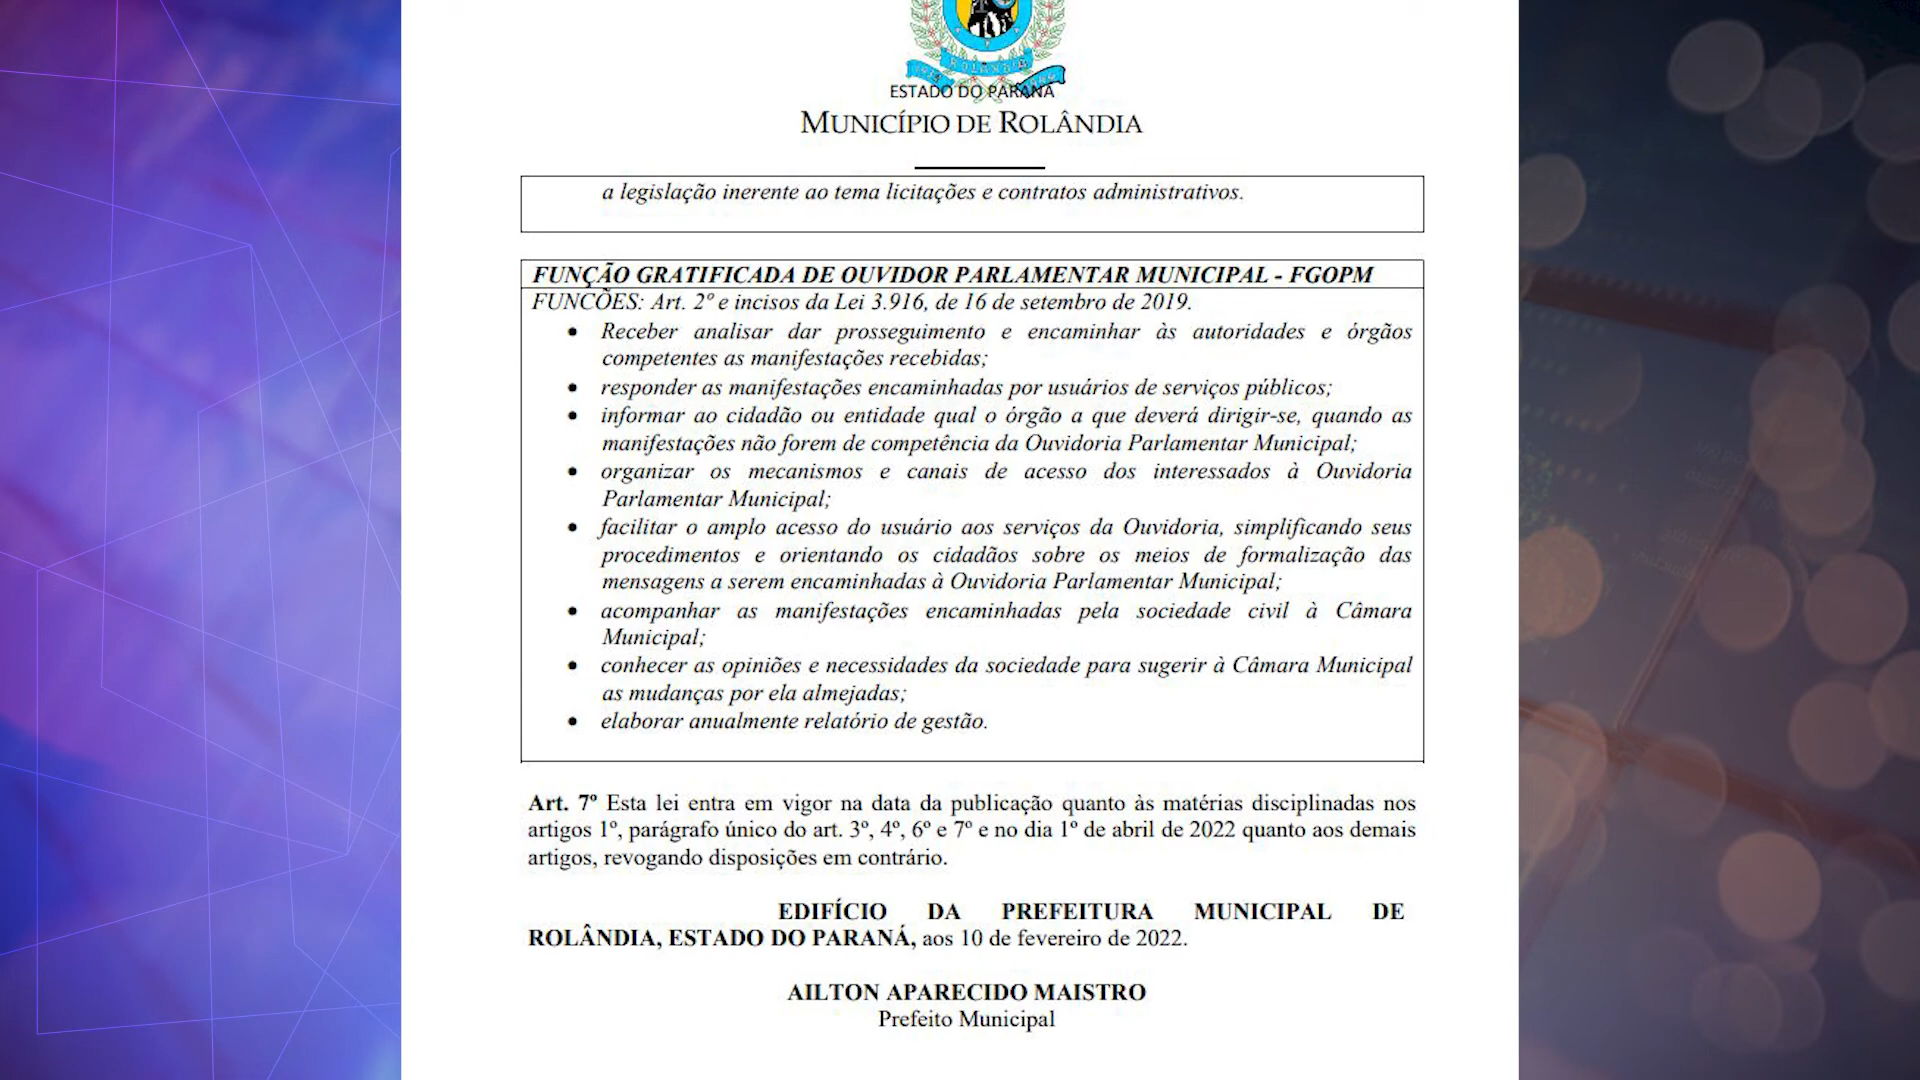 ROLÂNDIA
ESTADO DO PARANÁ
MUNICÍPIO DE ROLÂNDIA
a legislação inerente ao tema licitações e contratos administrativos.
FUNÇÃO GRATIFICADA DE OUVIDOR PARLAMENTAR MUNICIPAL - FGOPM
FUNCÕES: Art. 2º e incisos da Lei 3.916, de 16 de setembro de 2019.
• Receber analisar dar prosseguimento e encaminhar às autoridades e órgãos
competentes as manifestações recebidas;
• responder as manifestações encaminhadas por usuários de serviços públicos;
• informar ao cidadão ou entidade qual o órgão a que deverá dirigir-se, quando as
manifestações não forem de competência da Ouvidoria Parlamentar Municipal;
• organizar os mecanismos e canais de acesso dos interessados à Ouvidoria
Parlamentar Municipal;
• facilitar o amplo acesso do usuário aos serviços da Ouvidoria, simplificando seus
procedimentos e orientando os cidadãos sobre os meios de formalização das
mensagens a serem encaminhadas à Ouvidoria Parlamentar Municipal;
• acompanhar as manifestações encaminhadas pela sociedade civil à Câmara
Municipal;
• conhecer as opiniões e necessidades da sociedade para sugerir à Câmara Municipal
as mudanças por ela almejadas;
• elaborar anualmente relatório de gestão.
Art. 7º Esta lei entra em vigor na data da publicação quanto às matérias disciplinadas nos
artigos 1º, parágrafo único do art. 3º, 4º, 6º e 7º e no dia 1º de abril de 2022 quanto aos demais
artigos, revogando disposições em contrário.
EDIFÍCIO DA PREFEITURA MUNICIPAL DE
ROLÂNDIA, ESTADO DO PARANÁ, aos 10 de fevereiro de 2022.
AILTON APARECIDO MAISTRO
Prefeito Municipal